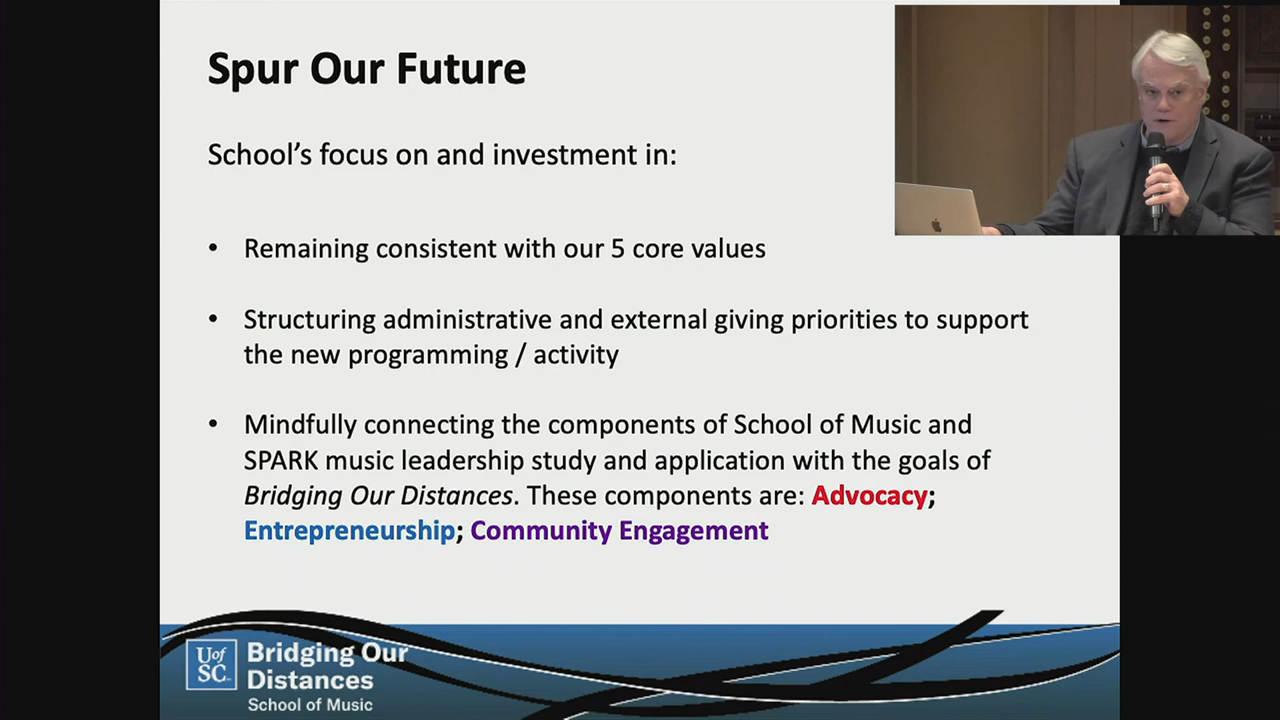 Spur Our Future
School's focus on and investment in:
• Remaining consistent with our 5 core values
• Structuring administrative and external giving priorities to support
the new programming / activity
• Mindfully connecting the components of School of Music and
SPARK music leadership study and application with the goals of
Bridging Our Distances. These components are: Advocacy;
Entrepreneurship; Community Engagement
UofSC
Bridging Our
Distances
School of Music